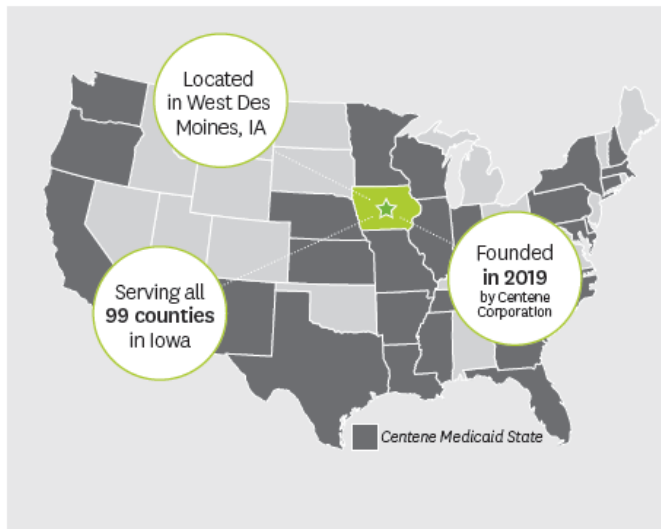 Located
in West Des
Moines, IA
Serving all
99 counties
in Iowa
Founded
in 2019
by Centene
Corporation
Centene Medicaid State